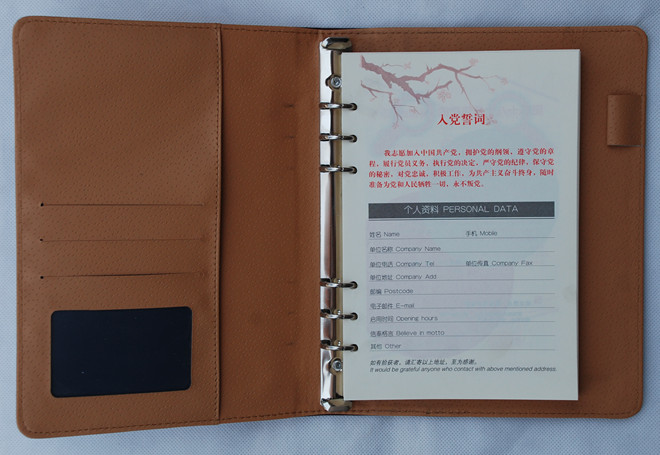 入党誓词
我志愿加入中国共产党，拥护党的纲领，遵守党的章
程，履行党员义务，执行党的决定，严守党的纪律，保守党
的秘密，对党忠诚，积极工作，为共产主义奋斗终身，随时
准备为党和人民牺牲一切，永不叛党。
个人资料 PERSONAL DATA
姓名 Name 手机 Mobile
单位名称 Company Name
单位电话 Company Tel 单位传真 Company Fax
单位地址 Company Add
邮编 Postcode
电子邮件 E-mail
启用时间 Opening hours
信奉格言 Believe in motto
其他 Other
如有拾获者，请汇寄以上地址，至为感谢。
It would be grateful anyone who contact with above mentioned address